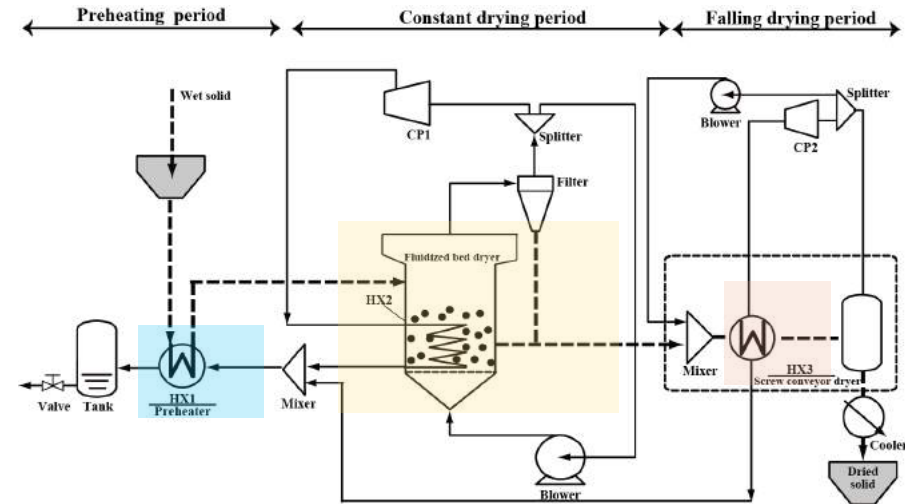 Preheating period
Constant drying period
Falling drying period
Wet solid
CP1
Splitter
Filter
Blower
CP2
Splitter
Fluidized bed dryer
HX2
Valve
Tank
HX1
Preheater
Mixer
Blower
Mixer
HX3
Screw conveyor dryer
Cooler
Dried
solid